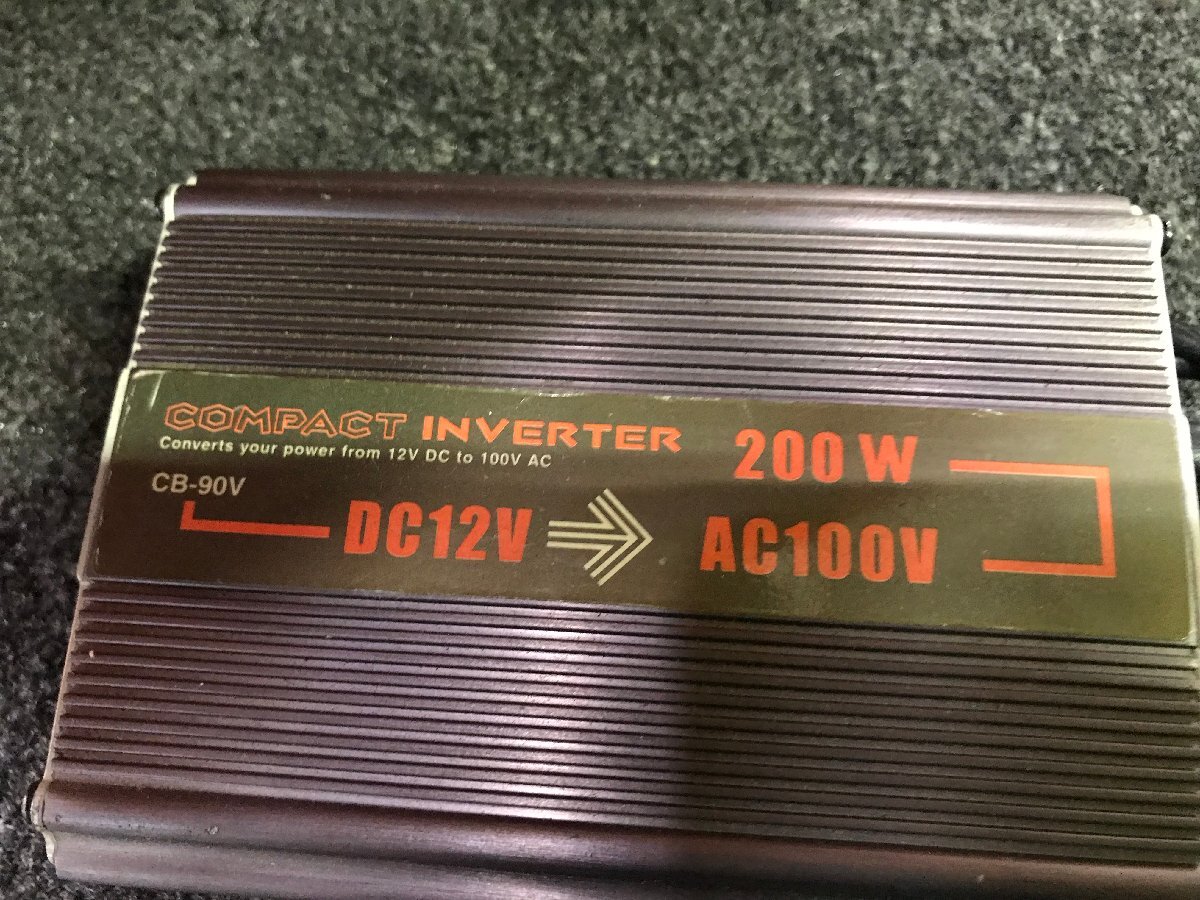 COMPACT INVERTER
Converts your power from 12V DC to 100V AC
CB-90V
200 W
DC12V
AC100V